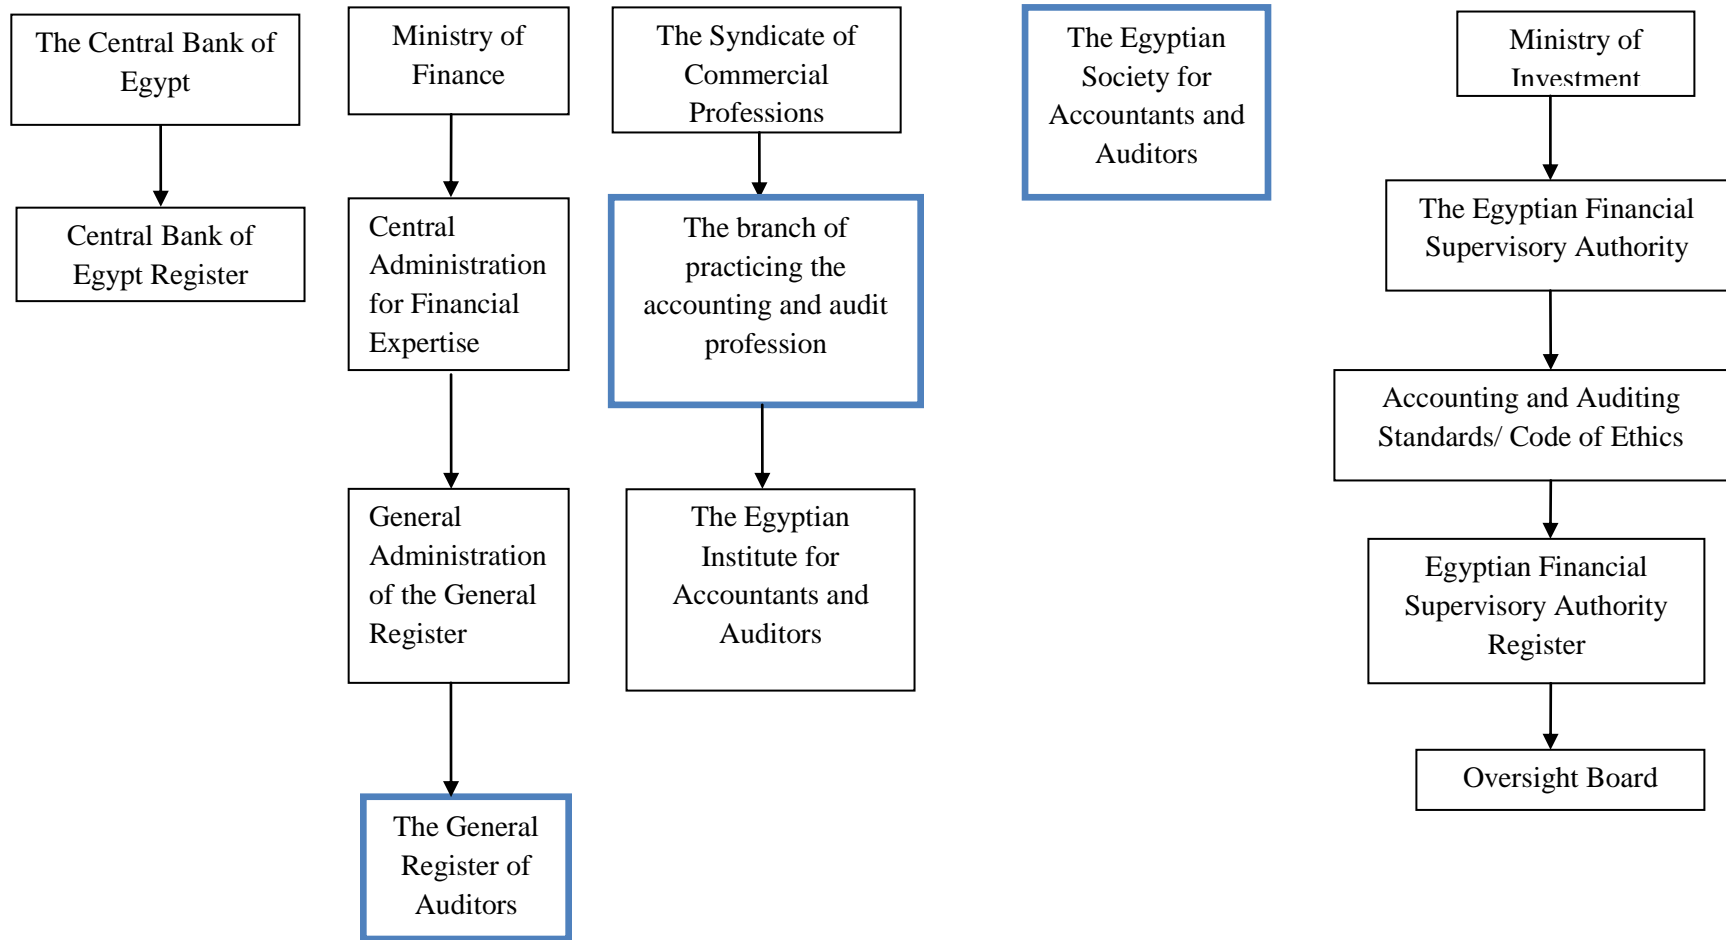 The Central Bank of
Egypt
Central Bank of
Egypt Register
Ministry of
Finance
Central
Administration
for Financial
Expertise
General
Administration
of the General
Register
The General
Register of
Auditors
The Syndicate of
Commercial
Professions
The branch of
practicing the
accounting and audit
profession
The Egyptian
Institute for
Accountants and
Auditors
The Egyptian
Society for
Accountants and
Auditors
Ministry of
Investment
The Egyptian Financial
Supervisory Authority
Accounting and Auditing
Standards/ Code of Ethics
Egyptian Financial
Supervisory Authority
Register
Oversight Board